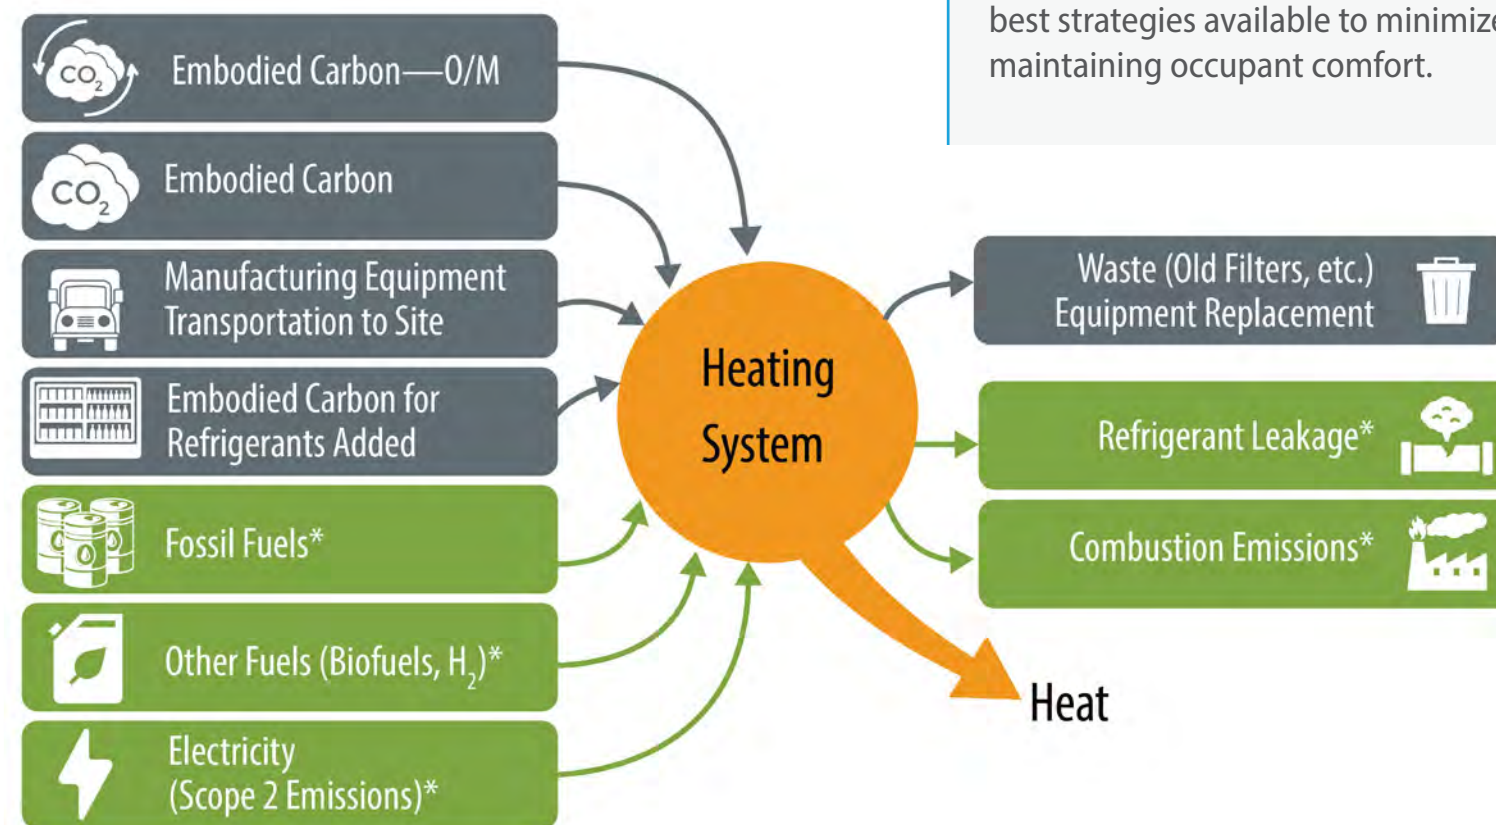 best strategies available to minimize
maintaining occupant comfort.
CO2
Embodied Carbon—O/M
CO2
Embodied Carbon
Manufacturing Equipment
Transportation to Site
Embodied Carbon for
Refrigerants Added
Fossil Fuels*
Other Fuels (Biofuels, H2)*
Electricity
(Scope 2 Emissions)*
Heating
System
Waste (Old Filters, etc.)
Equipment Replacement
Refrigerant Leakage*
Combustion Emissions*
Heat